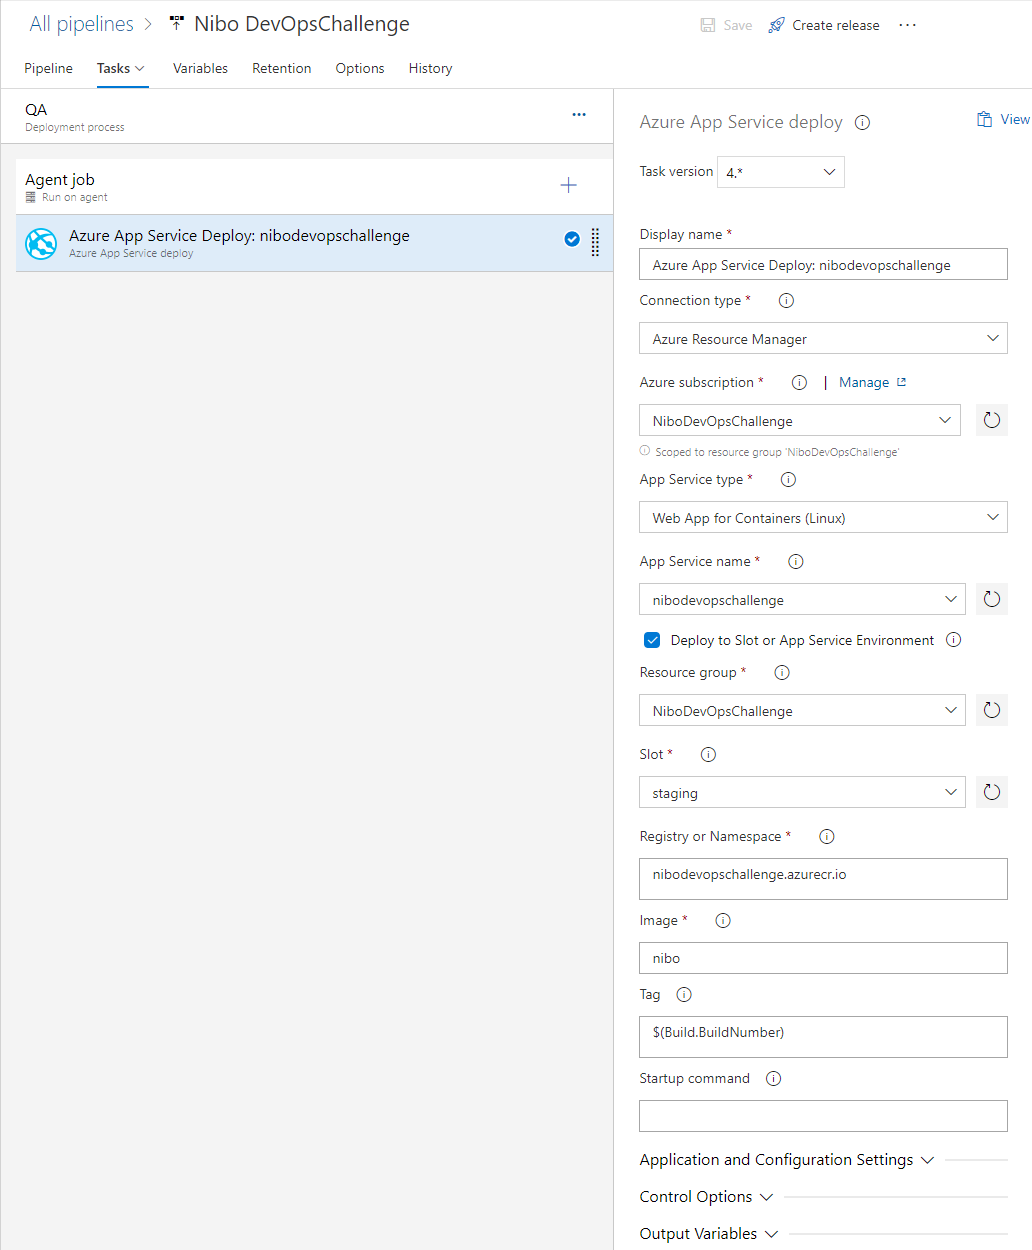 All pipelines > Nibo DevOpsChallenge
Save Create release ...
Pipeline Tasks Variables Retention Options History
QA
Deployment process
Agent job
Run on agent
Azure App Service Deploy: nibodevopschallenge
Azure App Service deploy
Azure App Service deploy
View
Task version 4.*
Display name *
Azure App Service Deploy: nibodevopschallenge
Connection type *
Azure Resource Manager
Azure subscription * | Manage
NiboDevOpsChallenge
Scoped to resource group 'NiboDevOpsChallenge'
App Service type *
Web App for Containers (Linux)
App Service name *
nibodevopschallenge
Deploy to Slot or App Service Environment
Resource group *
NiboDevOpsChallenge
Slot *
staging
Registry or Namespace *
nibodevopschallenge.azurecr.io
Image *
nibo
Tag
$(Build.BuildNumber)
Startup command
Application and Configuration Settings
Control Options
Output Variables